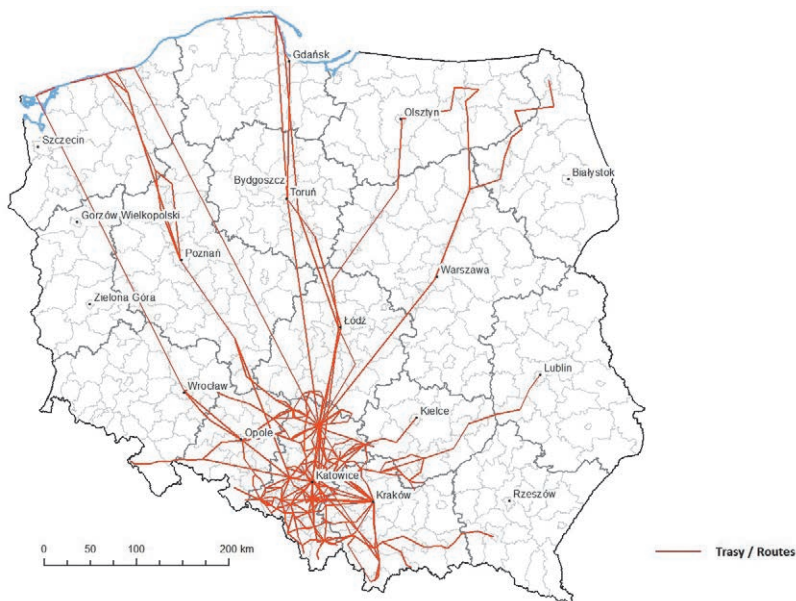 Gdańsk
Olsztyn
Szczecin
Białystok
Bydgoszcz
Toruń
Gorzów Wielkopolski
Poznań
Warszawa
Zielona Góra
Łódź
Lublin
Wrocław
Kielce
Opole
Katowice
Kraków
Rzeszów
0 50 100 200 km
Trasy / Routes